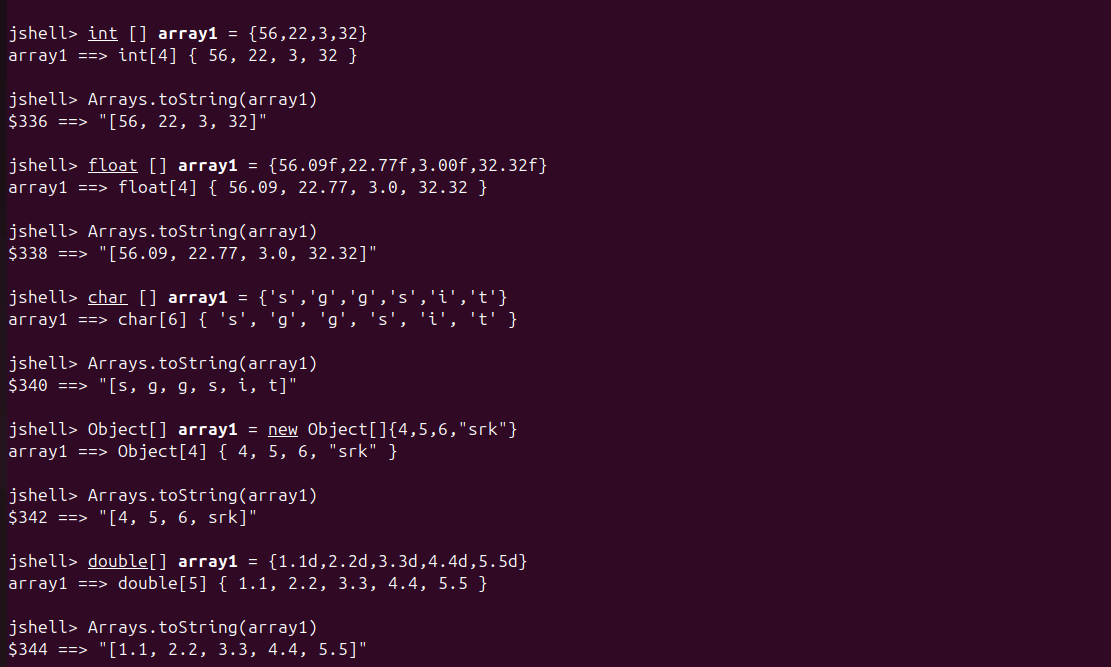 jshell> int [] array1 = {56,22,3,32}
array1 ==> int[4] { 56, 22, 3, 32 }
jshell> Arrays.toString(array1)
$336 ==> "[56, 22, 3, 32]"
jshell> float [] array1 = {56.09f,22.77f,3.00f,32.32f}
array1 ==> float[4] { 56.09, 22.77, 3.0, 32.32 }
jshell> Arrays.toString(array1)
$338 ==> "[56.09, 22.77, 3.0, 32.32]"
jshell> char [] array1 = {'s','g','g','s','i','t'}
array1 ==> char[6] { 's', 'g', 'g', 's', 'i', 't' }
jshell> Arrays.toString(array1)
$340 ==> "[s, g, g, s, i, t]"
jshell> Object[] array1 = new Object[]{4,5,6,"srk"}
array1 ==> Object[4] { 4, 5, 6, "srk" }
jshell> Arrays.toString(array1)
$342 ==> "[4, 5, 6, srk]"
jshell> double[] array1 = {1.1d,2.2d,3.3d,4.4d,5.5d}
array1 ==> double[5] { 1.1, 2.2, 3.3, 4.4, 5.5 }
jshell> Arrays.toString(array1)
$344 ==> "[1.1, 2.2, 3.3, 4.4, 5.5]"